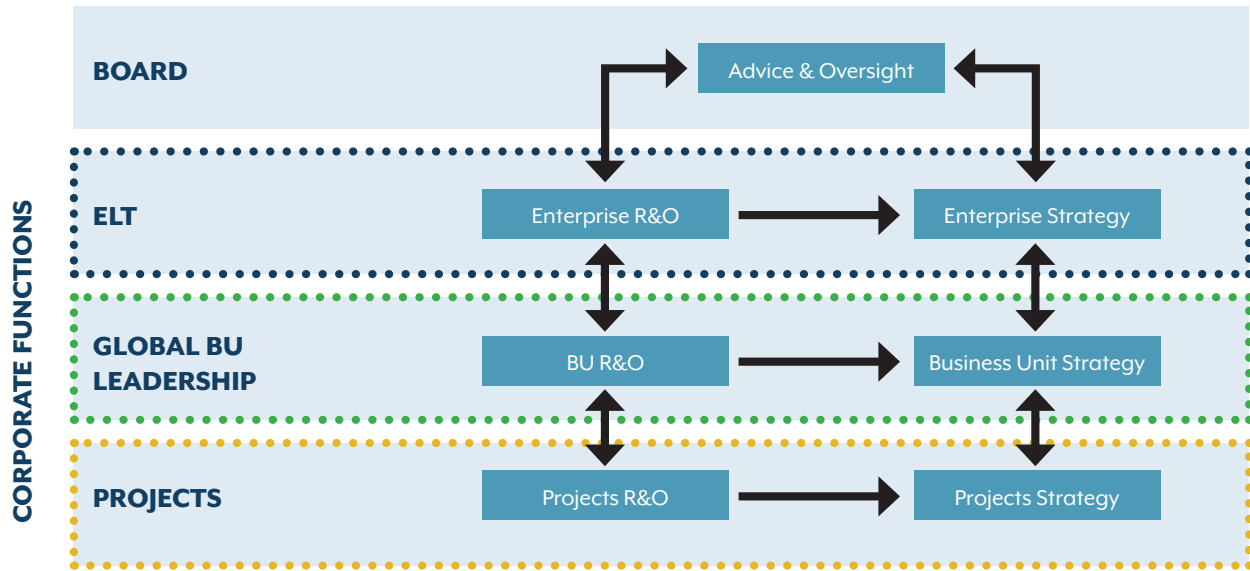 CORPORATE FUNCTIONS
BOARD
Advice & Oversight
ELT
Enterprise R&O
Enterprise Strategy
GLOBAL BU
LEADERSHIP
BU R&O
Business Unit Strategy
PROJECTS
Projects R&O
Projects Strategy